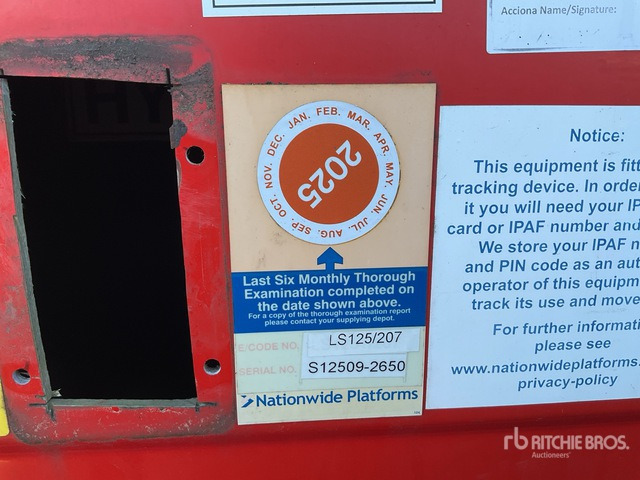 Acciona Name/Signature:
JAN. FEB. MAR. APR. MAY. JUN. JUL. AUG. SEP. OCT. NOV. DEC.
2025
Last Six Monthly Thorough
Examination completed on
the date shown above.
For a copy of the thorough examination report
please contact your supplying depot.
E/CODE NO. LS125/207
SERIAL NO. S12509-2650
Nationwide Platforms
Notice:
This equipment is fitt
tracking device. In orde
it you will need your IP
card or IPAF number and
We store your IPAF n
and PIN code as an aut
operator of this equipm
track its use and move
For further informati
please see
www.nationwideplatforms.
privacy-policy
rb RITCHIE BROS.
Auctioneers